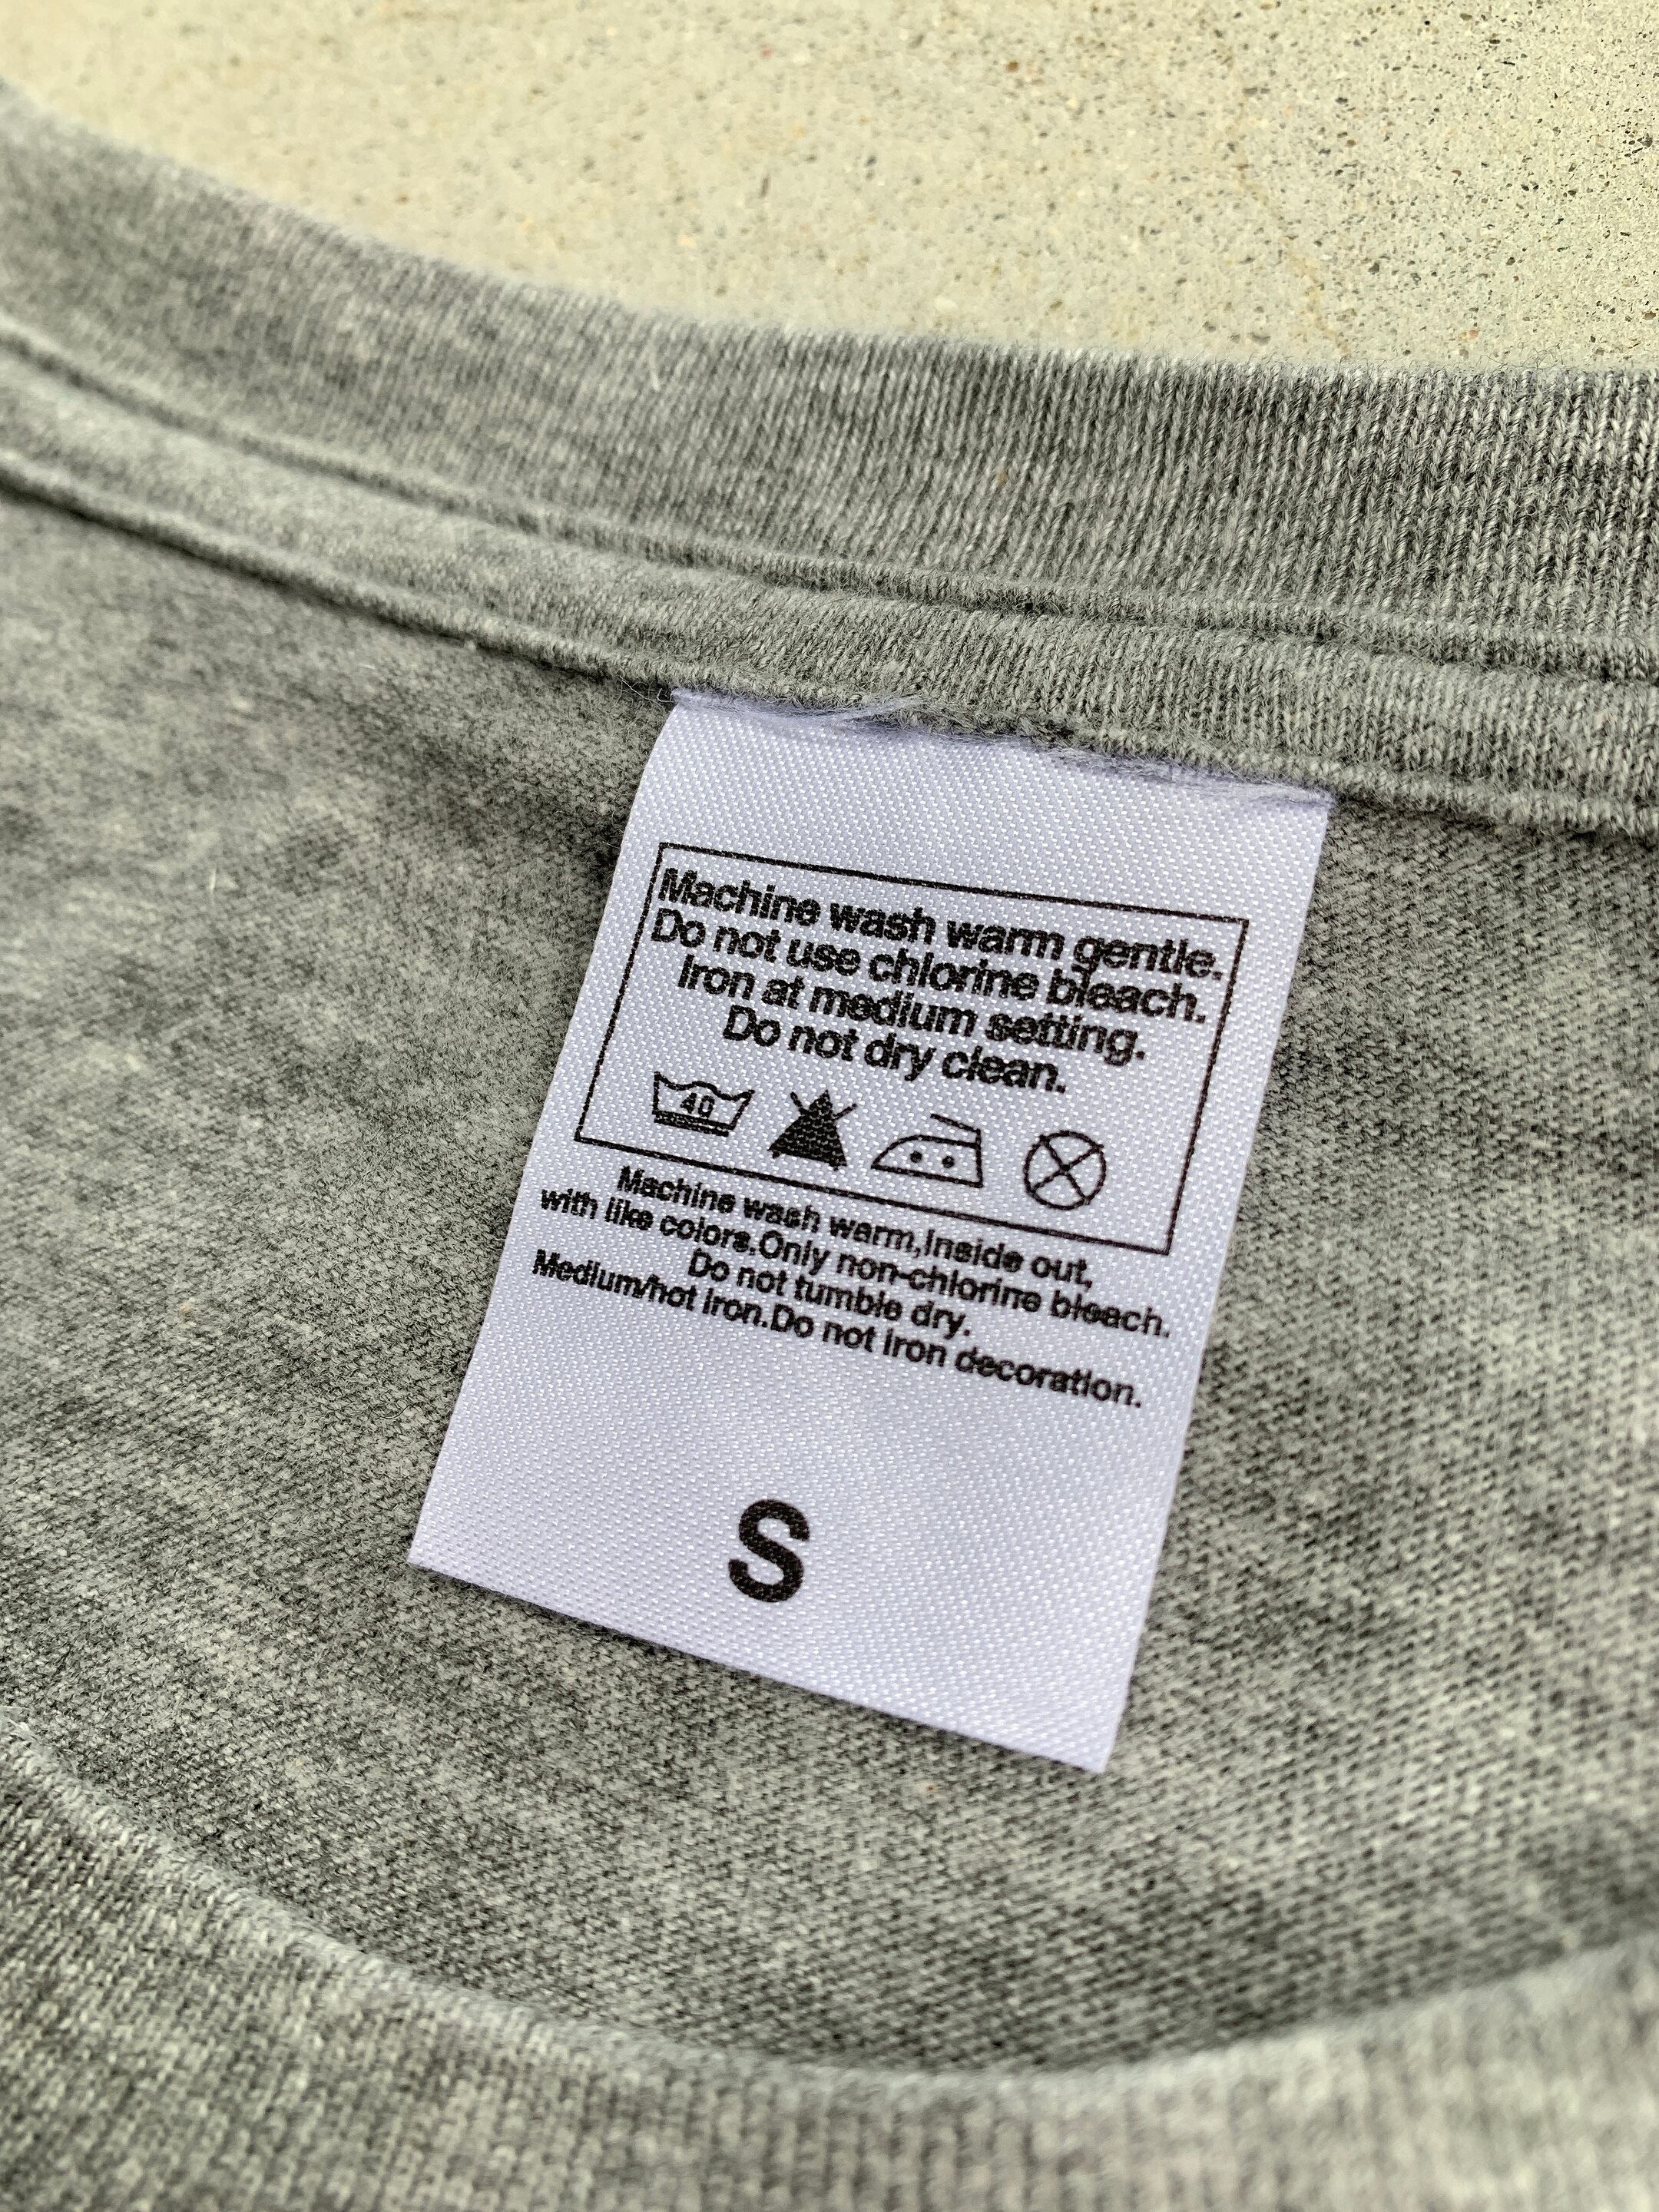 Machine wash warm gentle.
Do not use chlorine bleach.
Iron at medium setting.
Do not dry clean.
40
Machine wash warm,Inside out,
with like colors.Only non-chlorine bleach.
Do not tumble dry.
Medium/hot iron.Do not iron decoration.
S